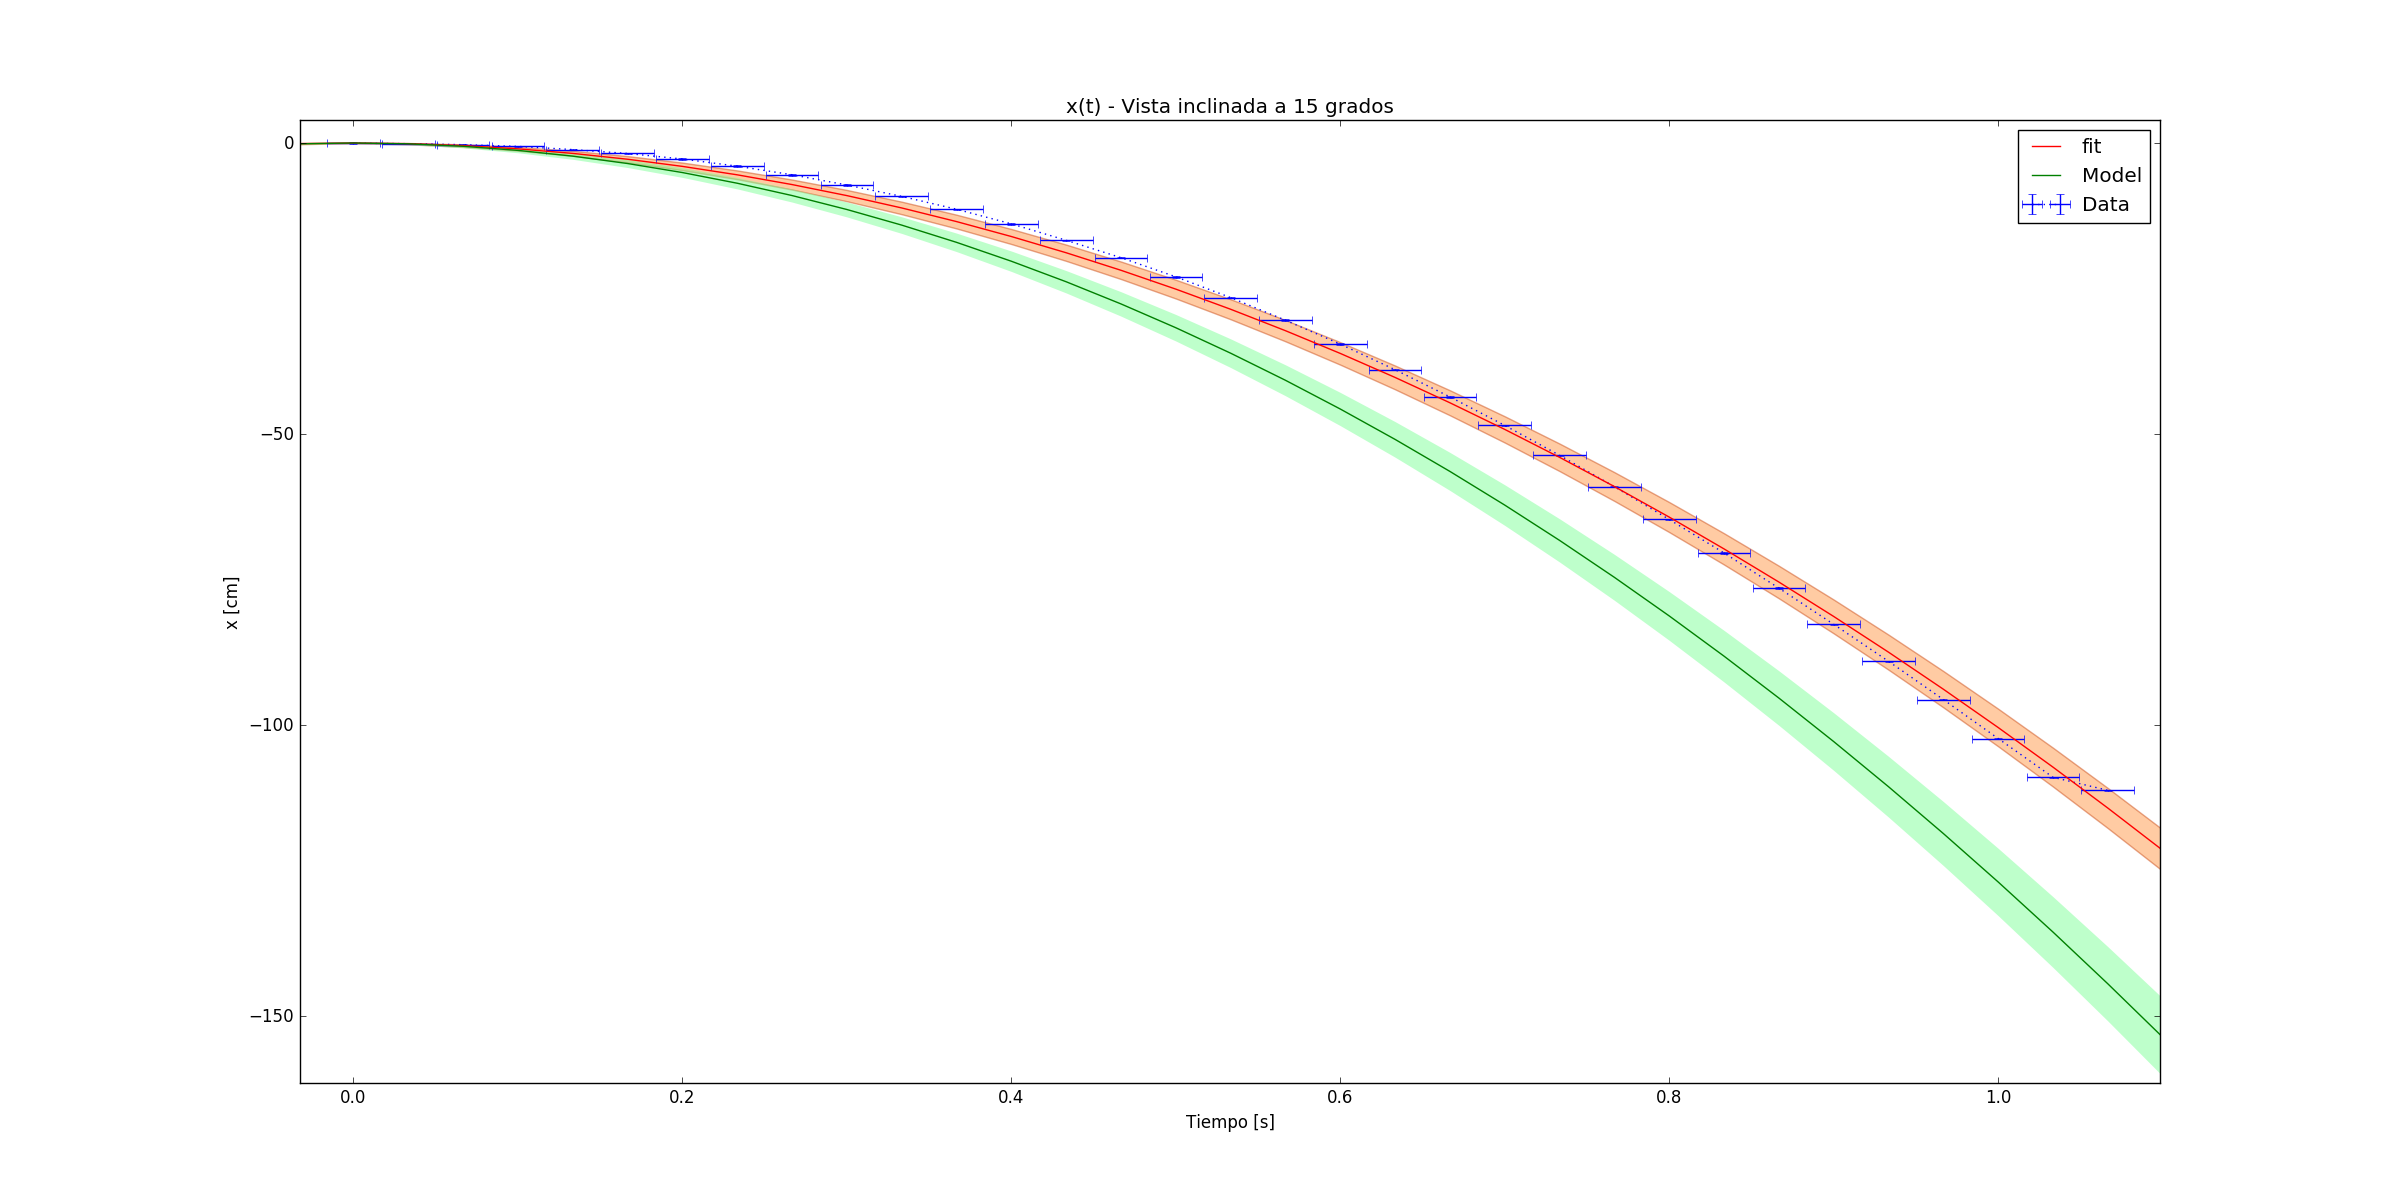 x(t) - Vista inclinada a 15 grados
fit
Model
Data
0
−50
−100
−150
x [cm]
0.0 0.2 0.4 0.6 0.8 1.0
Tiempo [s]